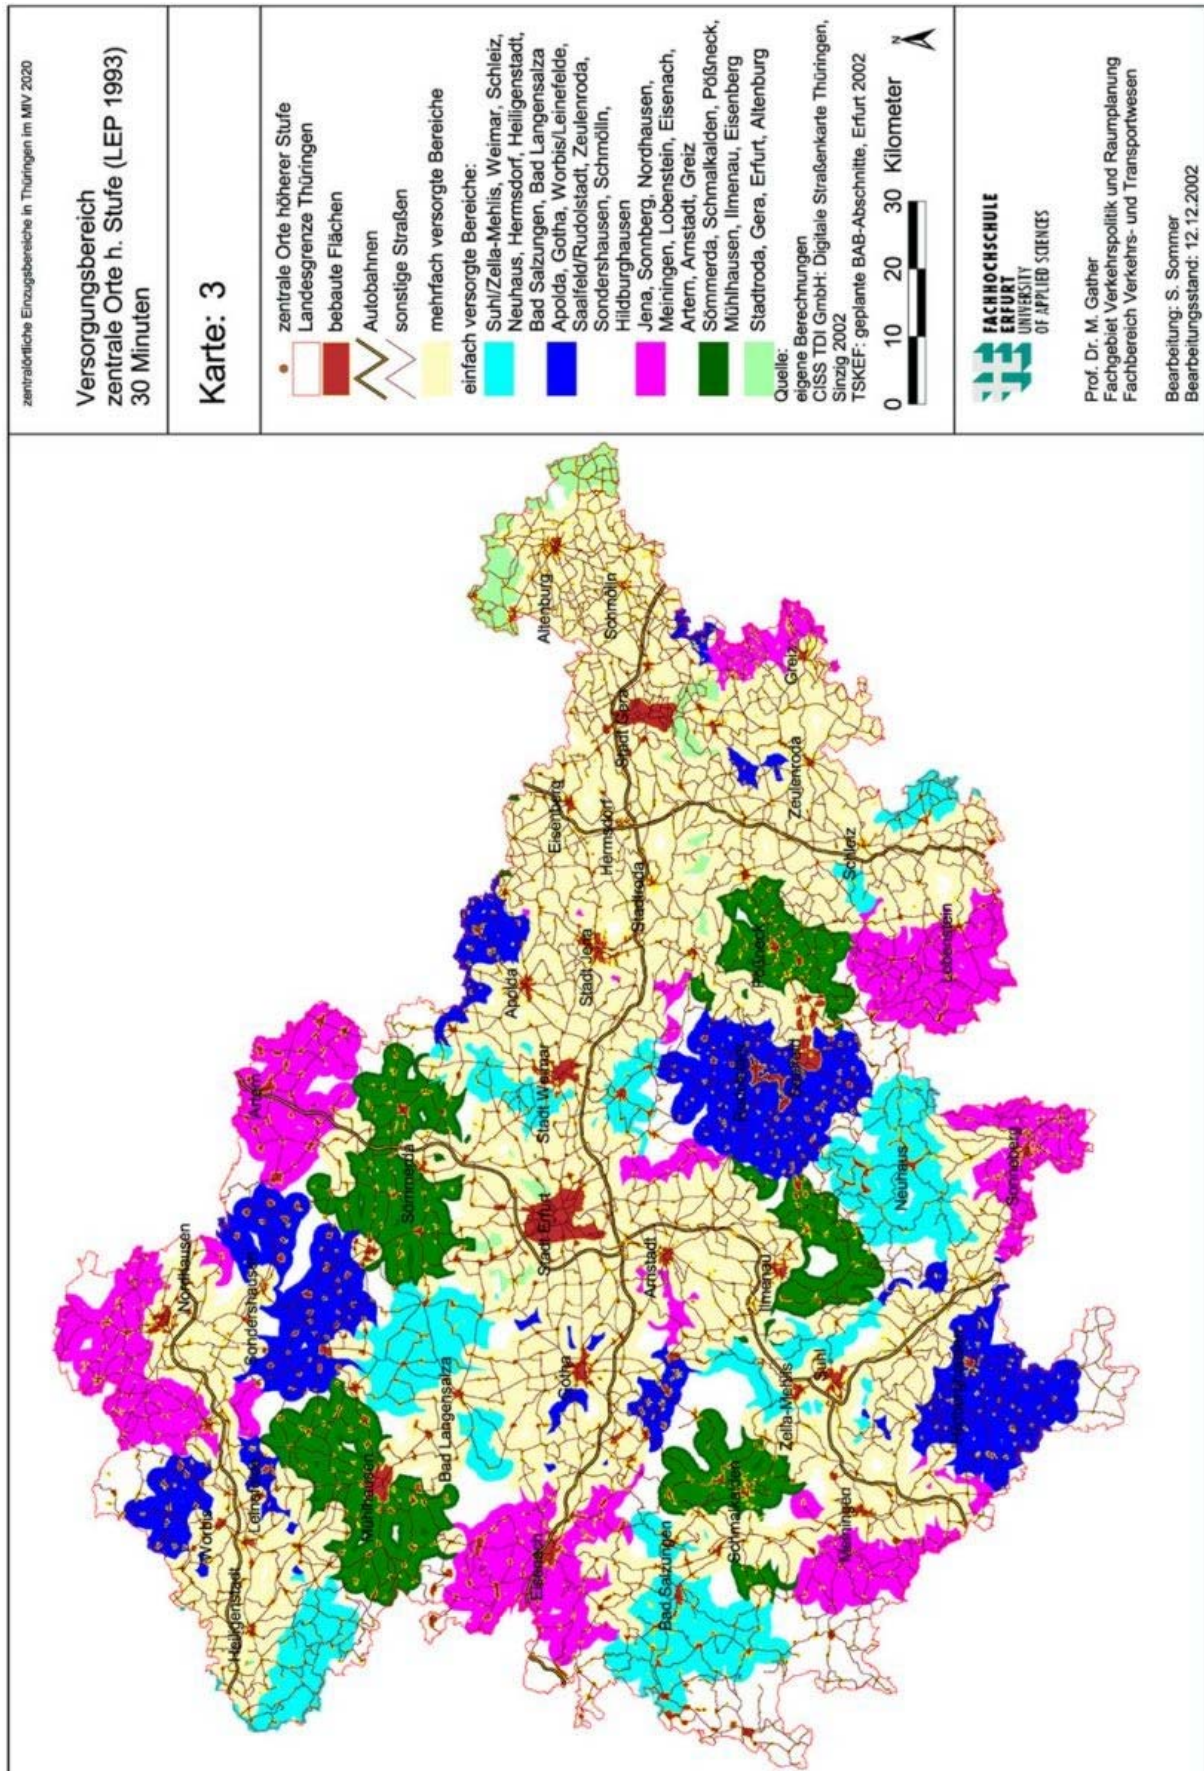 zentralörtliche Einzugsbereiche in Thüringen im MIV 2020
Versorgungsbereich
zentrale Orte h. Stufe (LEP 1993)
30 Minuten
Karte: 3
zentrale Orte höherer Stufe
Landesgrenze Thüringen
bebaute Flächen
Autobahnen
sonstige Straßen
mehrfach versorgte Bereiche
einfach versorgte Bereiche:
Suhl/Zella-Mehlis, Weimar, Schleiz,
Neuhaus, Hermsdorf, Heiligenstadt,
Bad Salzungen, Bad Langensalza
Apolda, Gotha, Worbis/Leinefelde,
Saalfeld/Rudolstadt, Zeulenroda,
Sondershausen, Schmölln,
Hildburghausen
Jena, Sonnberg, Nordhausen,
Meiningen, Lobenstein, Eisenach,
Artern, Arnstadt, Greiz
Sömmerda, Schmalkalden, Pößneck,
Mühlhausen, Ilmenau, Eisenberg
Stadtroda, Gera, Erfurt, Altenburg
Quelle:
eigene Berechnungen
CISS TDI GmbH: Digitale Straßenkarte Thüringen,
Sinzig 2002
TSKEF: geplante BAB-Abschnitte, Erfurt 2002
0 10 20 30 Kilometer
N
FACHHOCHSCHULE
ERFURT
UNIVERSITY
OF APPLIED SCIENCES
Prof. Dr. M. Gather
Fachgebiet Verkehrspolitik und Raumplanung
Fachbereich Verkehrs- und Transportwesen
Bearbeitung: S. Sommer
Bearbeitungsstand: 12.12.2002
Nordhausen
Artern
Worbis
Leinefelde
Heiligenstadt
Sondershausen
Sömmerda
Mühlhausen
Bad Langensalza
Apolda
Altenburg
Eisenberg
Stadt Weimar
Stadt Erfurt
Gotha
Eisenach
Stadt Jena
Hermsdorf
Stadt Gera
Schmölln
Stadtroda
Arnstadt
Bad Salzungen
Schmalkalden
Ilmenau
Rudolstadt
Pößneck
Saalfeld
Zeulenroda
Greiz
Zella-Mehlis
Suhl
Meiningen
Schleiz
Neuhaus
Lobenstein
Sonneberg